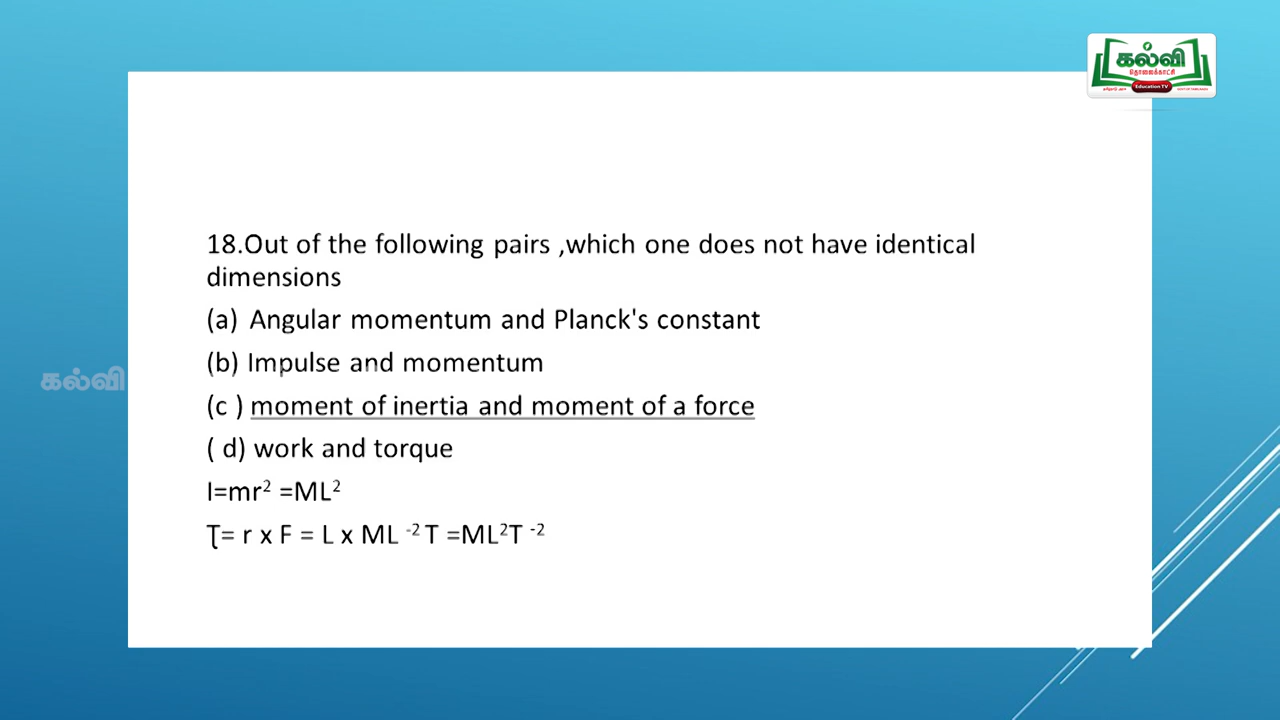 கல்வி
தொலைக்காட்சி
Education TV
18.Out of the following pairs ,which one does not have identical
dimensions
(a) Angular momentum and Planck's constant
(b) Impulse and momentum
கல்வி
(c ) moment of inertia and moment of a force
( d) work and torque
I=mr² =ML²
Ʈ= r x F = L x ML ⁻² T =ML²T ⁻²